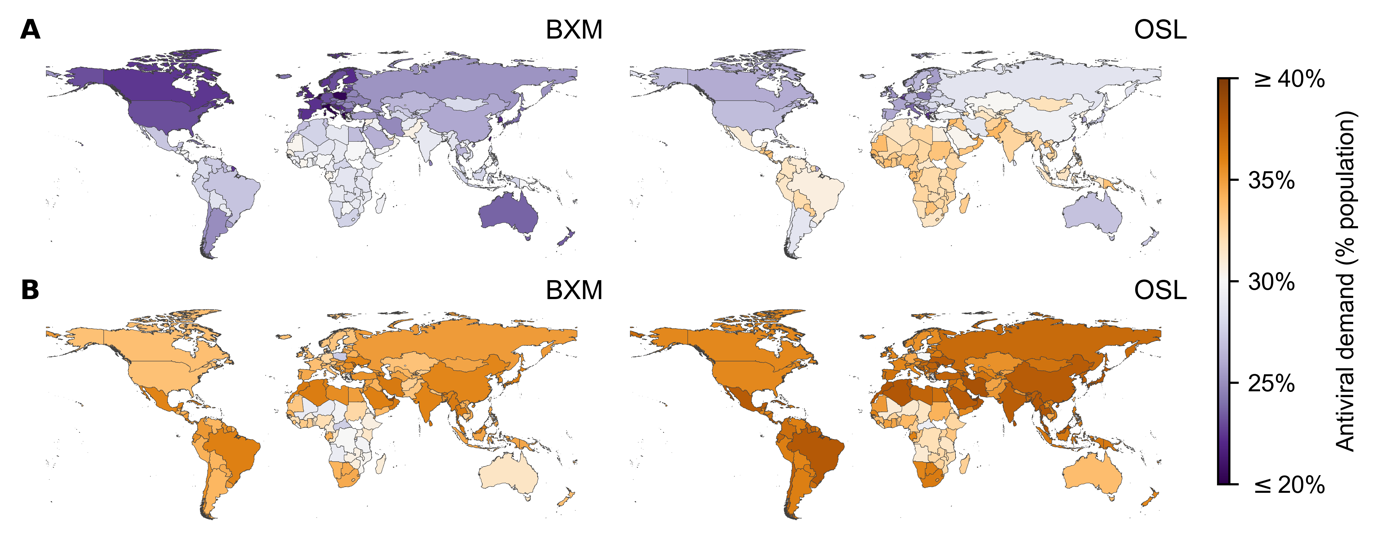 A
BXM
OSL
B
BXM
OSL
≥ 40%
35%
30%
25%
≤ 20%
Antiviral demand (% population)